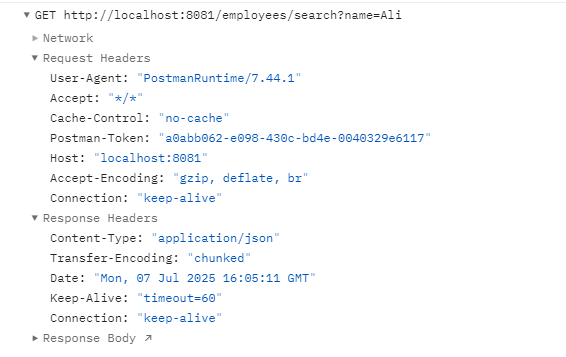 ▼ GET http://localhost:8081/employees/search?name=Ali
▶ Network
▼ Request Headers
User-Agent: "PostmanRuntime/7.44.1"
Accept: "*/*"
Cache-Control: "no-cache"
Postman-Token: "a0abb062-e098-430c-bd4e-0040329e6117"
Host: "localhost:8081"
Accept-Encoding: "gzip, deflate, br"
Connection: "keep-alive"
▼ Response Headers
Content-Type: "application/json"
Transfer-Encoding: "chunked"
Date: "Mon, 07 Jul 2025 16:05:11 GMT"
Keep-Alive: "timeout=60"
Connection: "keep-alive"
▶ Response Body ↗